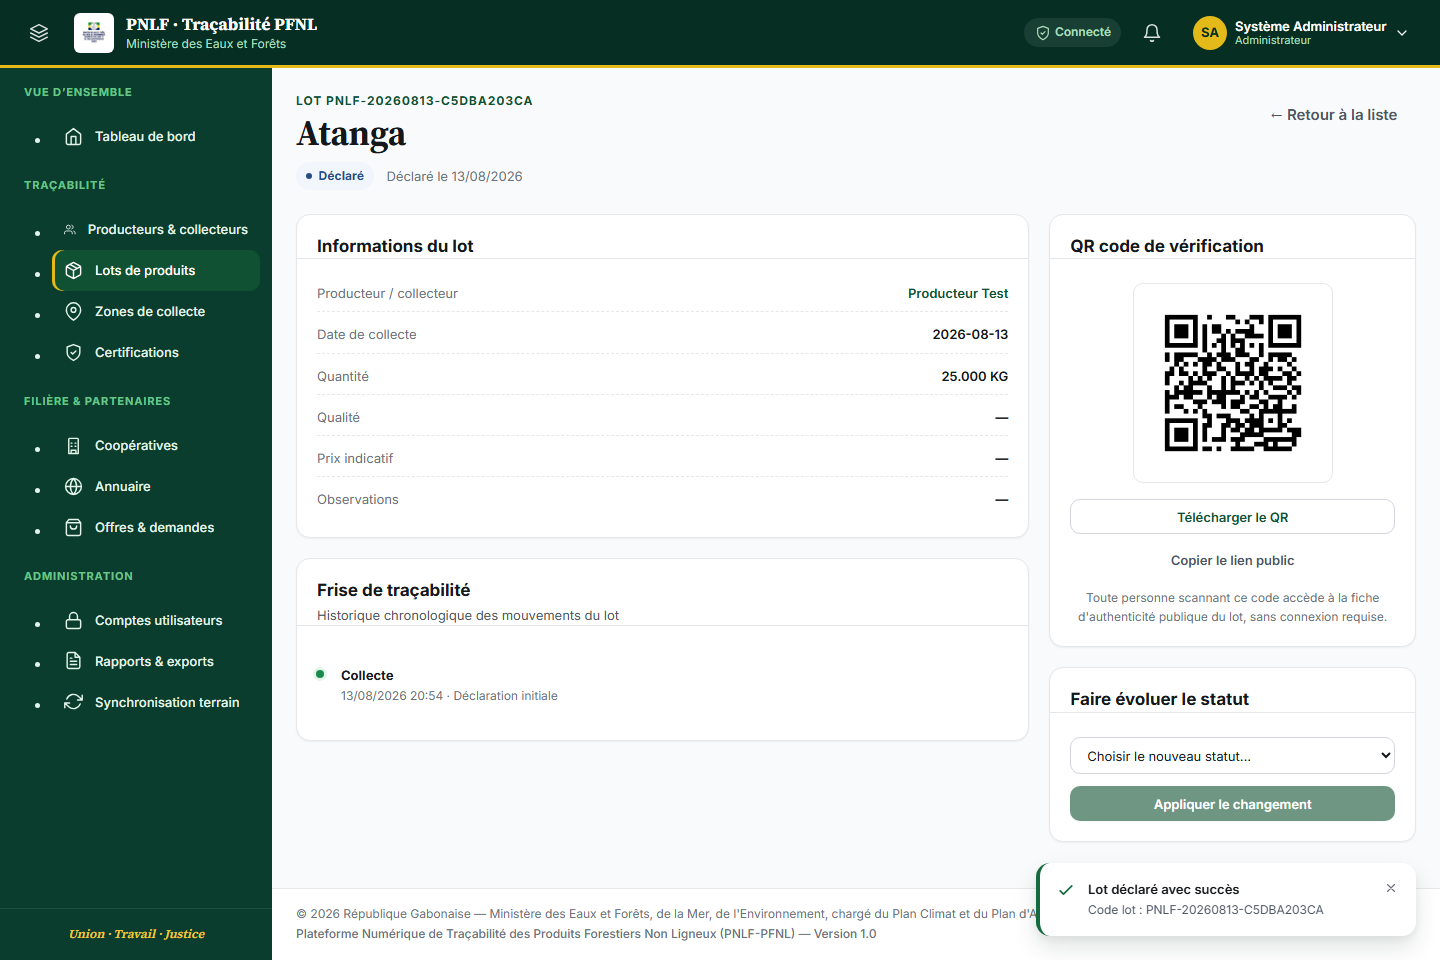 PNLF · Traçabilité PFNL
Ministère des Eaux et Forêts
Connecté
SA
Système Administrateur
Administrateur
VUE D'ENSEMBLE
Tableau de bord
TRAÇABILITÉ
Producteurs & collecteurs
Lots de produits
Zones de collecte
Certifications
FILIÈRE & PARTENAIRES
Coopératives
Annuaire
Offres & demandes
ADMINISTRATION
Comptes utilisateurs
Rapports & exports
Synchronisation terrain
Union · Travail · Justice
LOT PNLF-20260813-C5DBA203CA
Atanga
Déclaré
Déclaré le 13/08/2026
← Retour à la liste
Informations du lot
Producteur / collecteur
Producteur Test
Date de collecte
2026-08-13
Quantité
25.000 KG
Qualité
—
Prix indicatif
—
Observations
—
Frise de traçabilité
Historique chronologique des mouvements du lot
Collecte
13/08/2026 20:54 · Déclaration initiale
QR code de vérification
Télécharger le QR
Copier le lien public
Toute personne scannant ce code accède à la fiche
d'authenticité publique du lot, sans connexion requise.
Faire évoluer le statut
Choisir le nouveau statut...
Appliquer le changement
Lot déclaré avec succès
Code lot : PNLF-20260813-C5DBA203CA
© 2026 République Gabonaise — Ministère des Eaux et Forêts, de la Mer, de l'Environnement, chargé du Plan Climat et du Plan d'A
Plateforme Numérique de Traçabilité des Produits Forestiers Non Ligneux (PNLF-PFNL) — Version 1.0